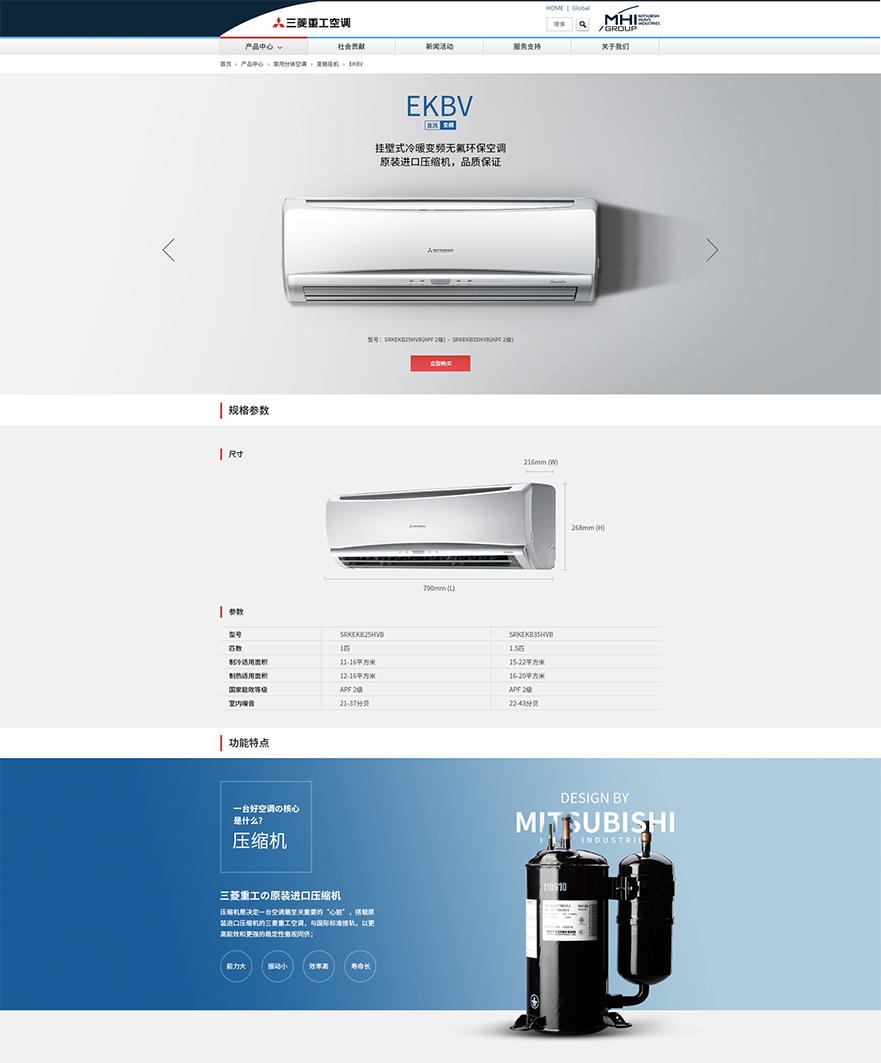 HOME | Global
三菱重工空调
搜索
MHI GROUP
MITSUBISHI HEAVY INDUSTRIES
产品中心 社会贡献 新闻活动 服务支持 关于我们
首页 > 产品中心 > 家用分体空调 > 变频挂机 > EKBV
EKBV
直流 变频
挂壁式冷暖变频无氟环保空调
原装进口压缩机，品质保证
型号: SRKEKB25HVB(APF 2级) - SRKEKB35HVB(APF 2级)
立即购买
规格参数
尺寸
216mm (W)
268mm (H)
790mm (L)
参数
型号 SRKEKB25HVB SRKEKB35HVB
匹数 1匹 1.5匹
制冷适用面积 11-16平方米 15-22平方米
制热适用面积 12-16平方米 16-20平方米
国家能效等级 APF 2级 APF 2级
室内噪音 21-37分贝 22-43分贝
功能特点
一台好空调の核心
是什么？
压缩机
DESIGN BY
MITSUBISHI
INDUSTRI
110610
三菱重工の原装进口压缩机
压缩机是决定一台空调最至关重要的“心脏”，搭载原
装进口压缩机的三菱重工空调，与国际标准接轨，以更
高能效和更强的稳定性傲视同侪；
能力大 振动小 效率高 寿命长